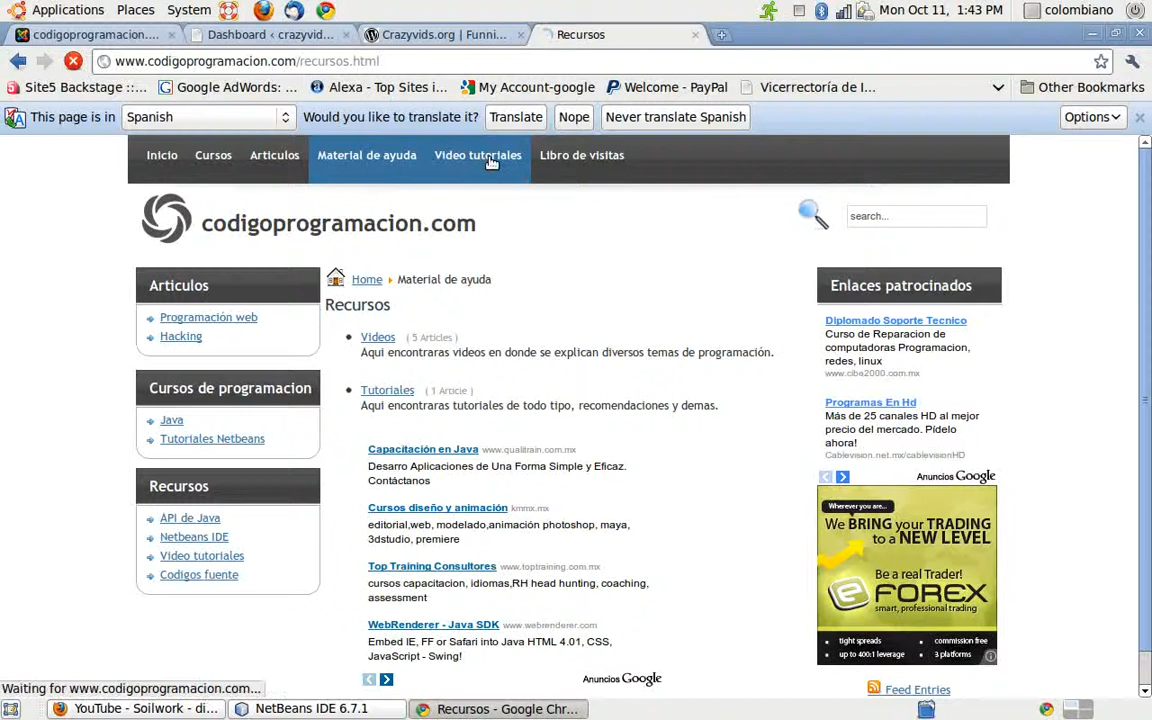 Applications Places System Mon Oct 11, 1:43 PM colombiano
codigoprogramacion.... Dashboard ‹ crazyvid... Crazyvids.org | Funni... Recursos
www.codigoprogramacion.com/recursos.html
Site5 Backstage ::... Google AdWords: ... Alexa - Top Sites i... My Account-google Welcome - PayPal Vicerrectoría de l... Other Bookmarks
This page is in Spanish Would you like to translate it? Translate Nope Never translate Spanish Options
Inicio Cursos Articulos Material de ayuda Video tutoriales Libro de visitas
codigoprogramacion.com search...
Articulos
Programación web
Hacking
Cursos de programacion
Java
Tutoriales Netbeans
Recursos
API de Java
Netbeans IDE
Video tutoriales
Codigos fuente
Home Material de ayuda
Recursos
Videos ( 5 Articles )
Aqui encontraras videos en donde se explican diversos temas de programación.
Tutoriales ( 1 Article )
Aqui encontraras tutoriales de todo tipo, recomendaciones y demas.
Capacitación en Java www.qualitrain.com.mx
Desarro Aplicaciones de Una Forma Simple y Eficaz.
Contáctanos
Cursos diseño y animación kmmx.mx
editorial,web, modelado,animación photoshop, maya,
3dstudio, premiere
Top Training Consultores www.toptraining.com.mx
cursos capacitacion, idiomas,RH head hunting, coaching,
assessment
WebRenderer - Java SDK www.webrenderer.com
Embed IE, FF or Safari into Java HTML 4.01, CSS,
JavaScript - Swing!
Anuncios Google
Enlaces patrocinados
Diplomado Soporte Tecnico
Curso de Reparacion de
computadoras Programacion,
redes, linux
www.cibe2000.com.mx
Programas En Hd
Más de 25 canales HD al mejor
precio del mercado. Pídelo
ahora!
Cablevision.net.mx/cablevisionHD
Anuncios Google
Wherever you are...
We BRING your TRADING
to a NEW LEVEL
Be a real Trader!
eFOREX
smart, professional trading
tight spreads commission free
up to 400:1 leverage 3 platforms
Feed Entries
Waiting for www.codigoprogramacion.com...
YouTube - Soilwork - di... NetBeans IDE 6.7.1 Recursos - Google Chr...